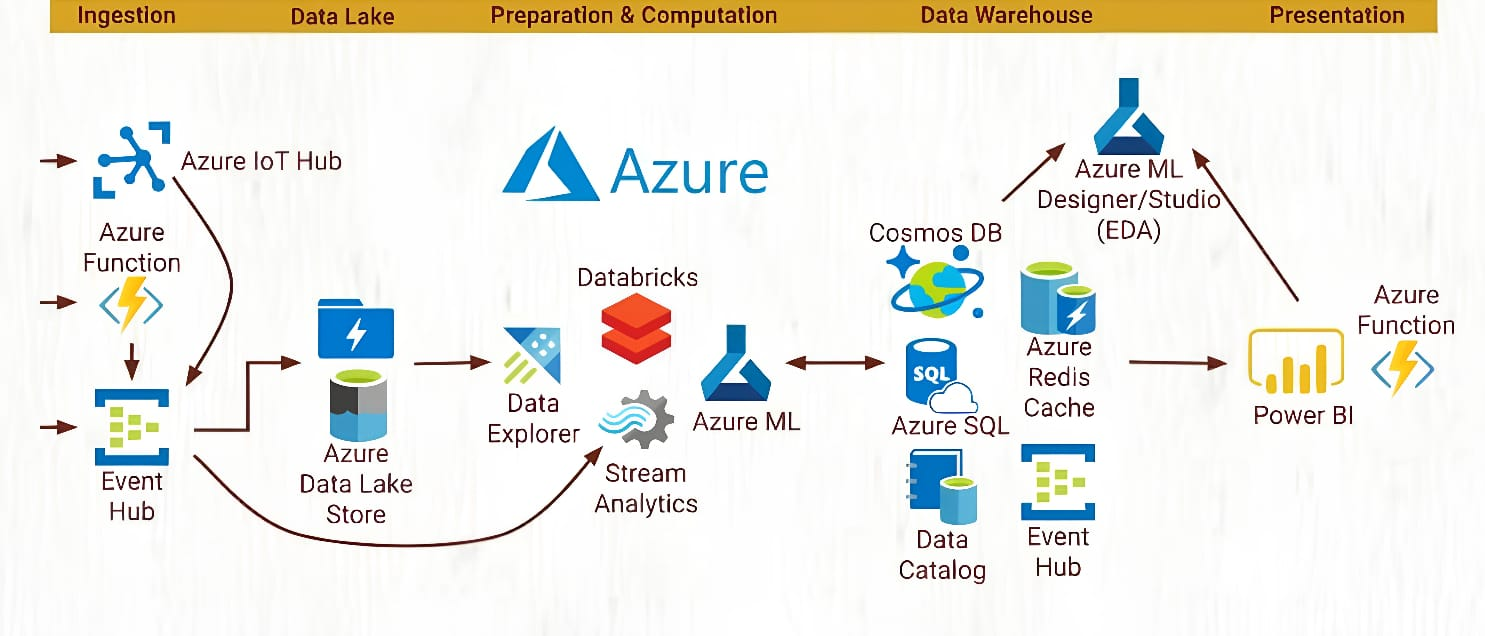 Ingestion
Data Lake
Preparation & Computation
Data Warehouse
Presentation
Azure IoT Hub
Azure
Function
Event
Hub
Azure
Data Lake
Store
Azure
Databricks
Data
Explorer
Azure ML
Stream
Analytics
Cosmos DB
SQL
Azure SQL
Azure
Redis
Cache
Data
Catalog
Event
Hub
Azure ML
Designer/Studio
(EDA)
Power BI
Azure
Function